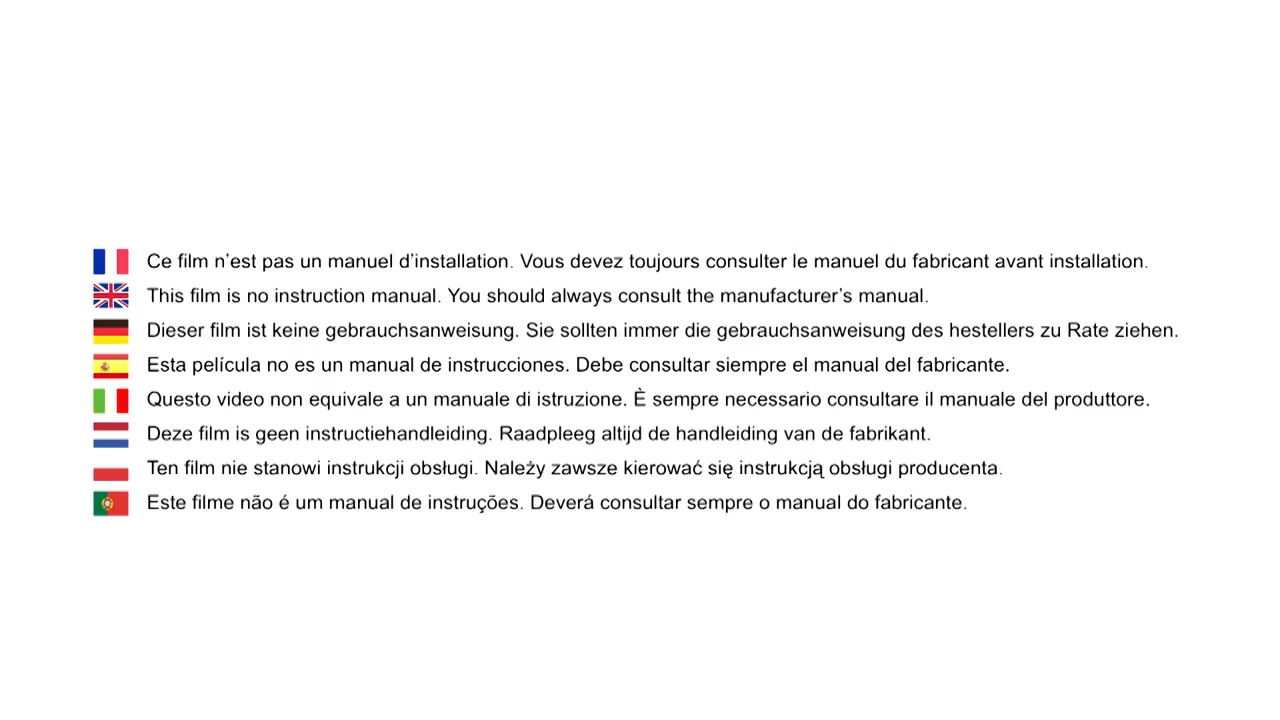 Ce film n’est pas un manuel d’installation. Vous devez toujours consulter le manuel du fabricant avant installation.
This film is no instruction manual. You should always consult the manufacturer’s manual.
Dieser film ist keine gebrauchsanweisung. Sie sollten immer die gebrauchsanweisung des hestellers zu Rate ziehen.
Esta película no es un manual de instrucciones. Debe consultar siempre el manual del fabricante.
Questo video non equivale a un manuale di istruzione. È sempre necessario consultare il manuale del produttore.
Deze film is geen instructiehandleiding. Raadpleeg altijd de handleiding van de fabrikant.
Ten film nie stanowi instrukcji obsługi. Należy zawsze kierować się instrukcją obsługi producenta.
Este filme não é um manual de instruções. Deverá consultar sempre o manual do fabricante.